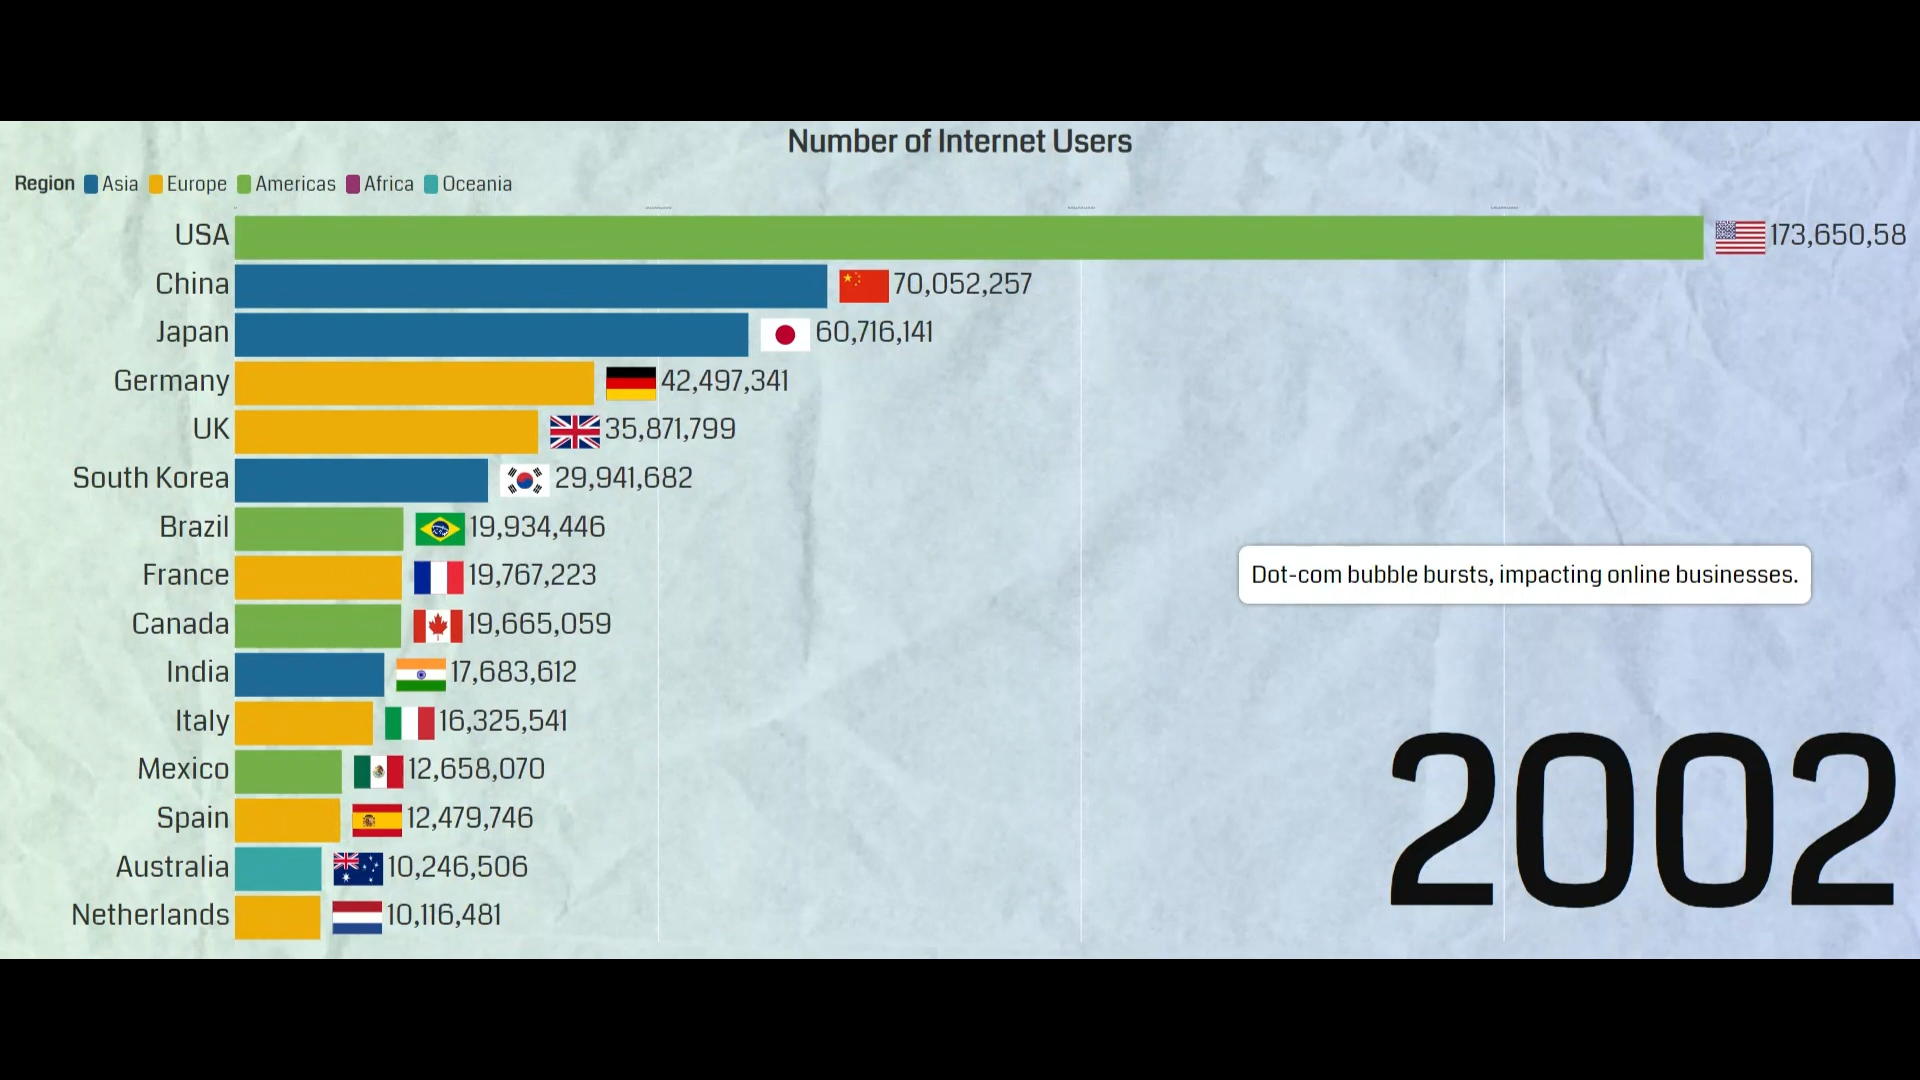 Number of Internet Users
Region Asia Europe Americas Africa Oceania
USA 173,650,58
China 70,052,257
Japan 60,716,141
Germany 42,497,341
UK 35,871,799
South Korea 29,941,682
Brazil 19,934,446
France 19,767,223
Dot-com bubble bursts, impacting online businesses.
Canada 19,665,059
India 17,683,612
Italy 16,325,541
Mexico 12,658,070
Spain 12,479,746
2002
Australia 10,246,506
Netherlands 10,116,481